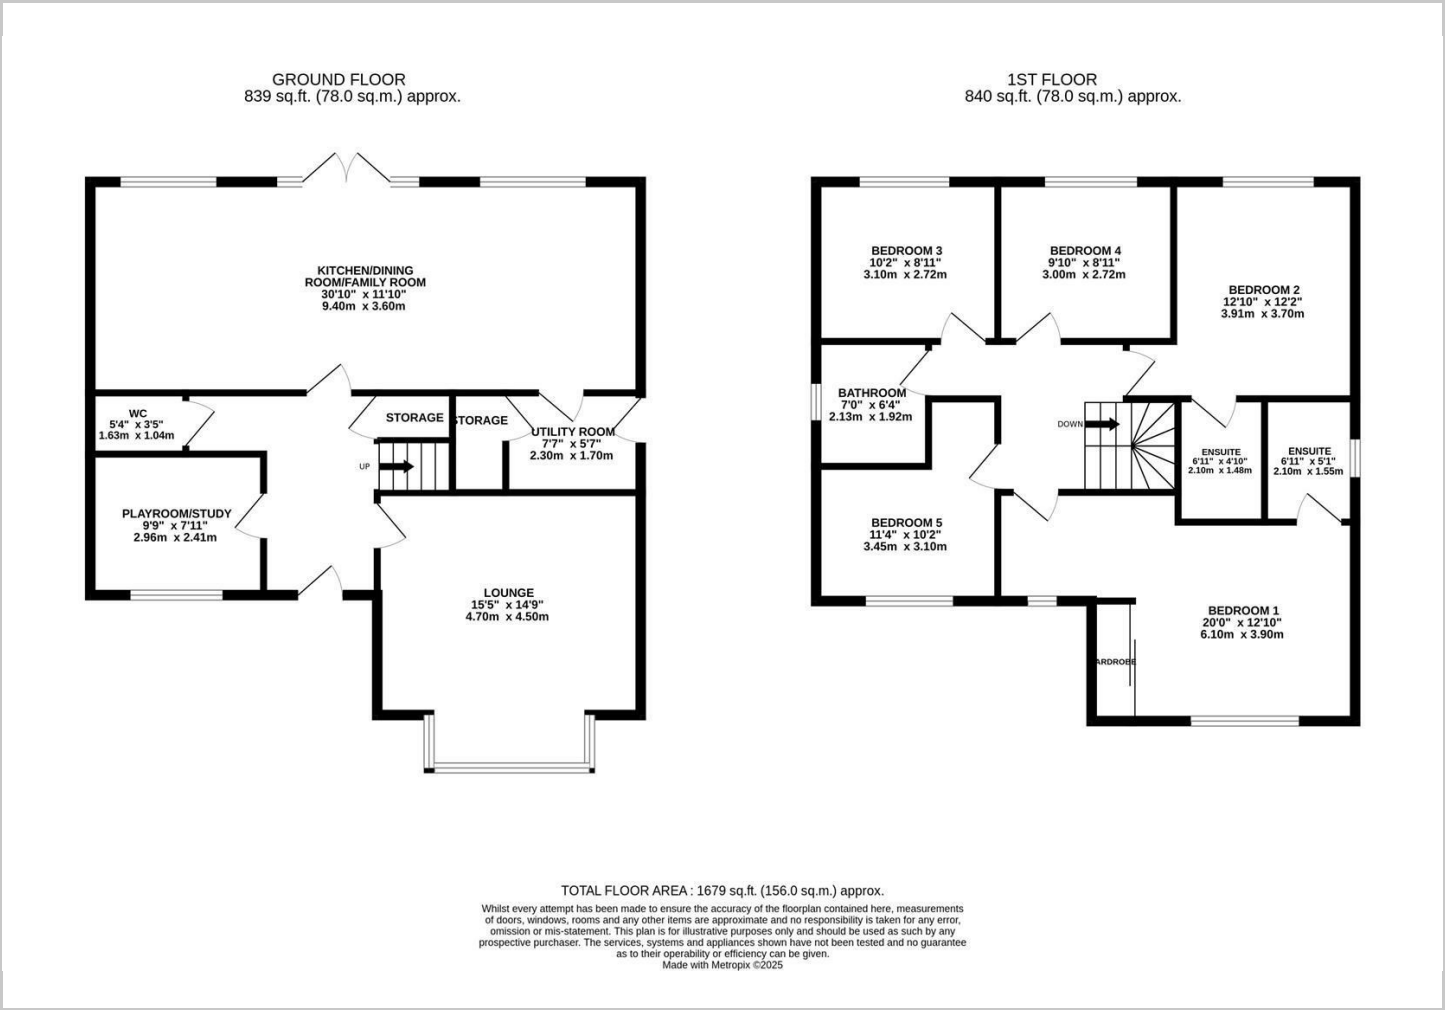 GROUND FLOOR
839 sq.ft. (78.0 sq.m.) approx.
KITCHEN/DINING
ROOM/FAMILY ROOM
30'10" x 11'10"
9.40m x 3.60m
WC
5'4" x 3'5"
1.63m x 1.04m
STORAGE
STORAGE
UTILITY ROOM
7'7" x 5'7"
2.30m x 1.70m
UP
PLAYROOM/STUDY
9'9" x 7'11"
2.96m x 2.41m
LOUNGE
15'5" x 14'9"
4.70m x 4.50m
1ST FLOOR
840 sq.ft. (78.0 sq.m.) approx.
BEDROOM 3
10'2" x 8'11"
3.10m x 2.72m
BEDROOM 4
9'10" x 8'11"
3.00m x 2.72m
BEDROOM 2
12'10" x 12'2"
3.91m x 3.70m
BATHROOM
7'0" x 6'4"
2.13m x 1.92m
DOWN
ENSUITE
6'11" x 4'10"
2.10m x 1.48m
ENSUITE
6'11" x 5'1"
2.10m x 1.55m
BEDROOM 5
11'4" x 10'2"
3.45m x 3.10m
BEDROOM 1
20'0" x 12'10"
6.10m x 3.90m
ARDROBE
TOTAL FLOOR AREA : 1679 sq.ft. (156.0 sq.m.) approx.
Whilst every attempt has been made to ensure the accuracy of the floorplan contained here, measurements
of doors, windows, rooms and any other items are approximate and no responsibility is taken for any error,
omission or mis-statement. This plan is for illustrative purposes only and should be used as such by any
prospective purchaser. The services, systems and appliances shown have not been tested and no guarantee
as to their operability or efficiency can be given.
Made with Metropix ©2025